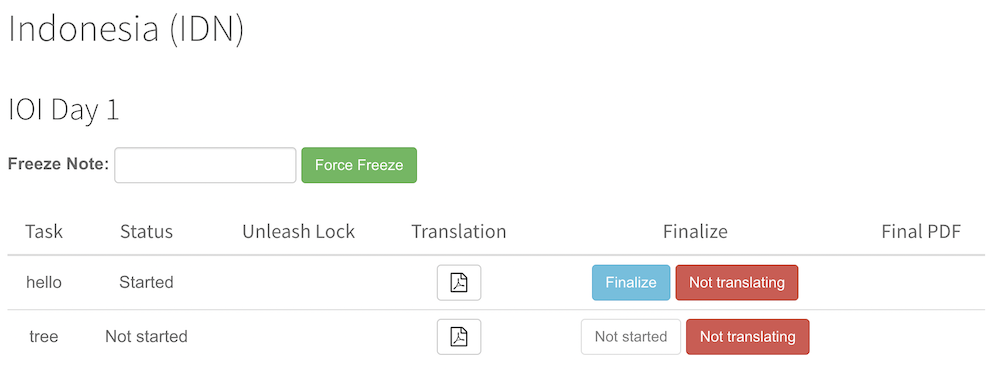 Indonesia (IDN)
IOI Day 1
Freeze Note: Force Freeze
Task Status Unleash Lock Translation Finalize Final PDF
hello Started Finalize Not translating
tree Not started Not started Not translating